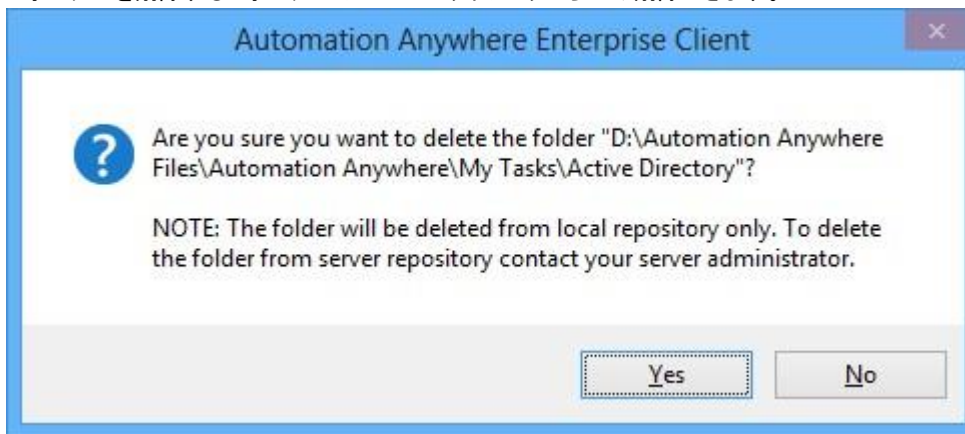 Automation Anywhere Enterprise Client
Are you sure you want to delete the folder "D:\Automation Anywhere
Files\Automation Anywhere\My Tasks\Active Directory"?
NOTE: The folder will be deleted from local repository only. To delete
the folder from server repository contact your server administrator.
Yes
No